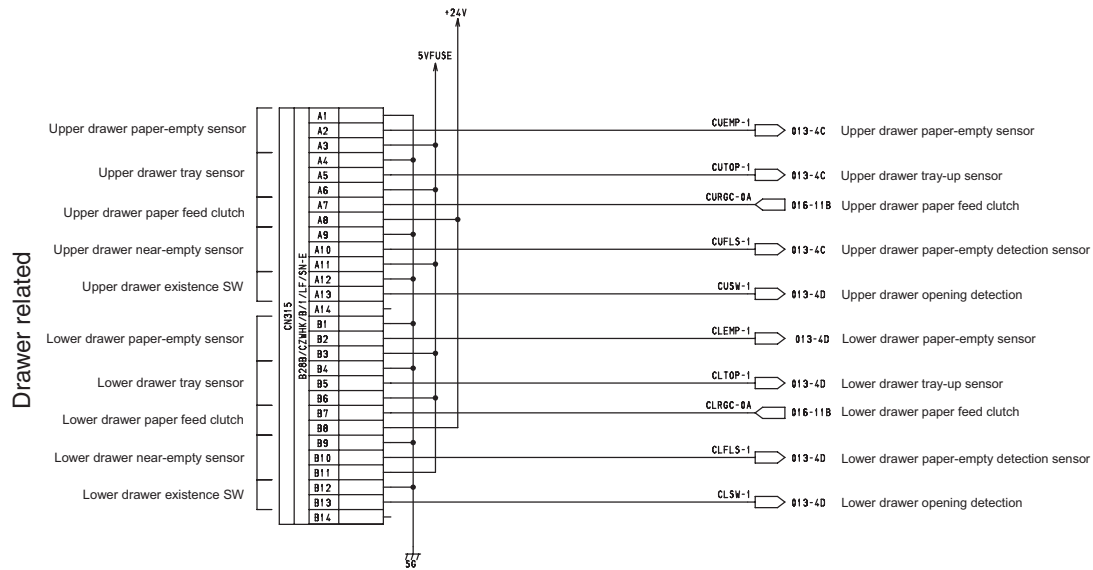 +24V
5VFUSE
Drawer related
Upper drawer paper-empty sensor
Upper drawer tray sensor
Upper drawer paper feed clutch
Upper drawer near-empty sensor
Upper drawer existence SW
Lower drawer paper-empty sensor
Lower drawer tray sensor
Lower drawer paper feed clutch
Lower drawer near-empty sensor
Lower drawer existence SW
CN315
B28B/CZWHK/B/1/LF/SN-E
A1
A2
A3
A4
A5
A6
A7
A8
A9
A10
A11
A12
A13
A14
B1
B2
B3
B4
B5
B6
B7
B8
B9
B10
B11
B12
B13
B14
CUEMP-1 013-4C Upper drawer paper-empty sensor
CUTOP-1 013-4C Upper drawer tray-up sensor
CURGC-0A 016-11B Upper drawer paper feed clutch
CUFLS-1 013-4C Upper drawer paper-empty detection sensor
CUSW-1 013-4D Upper drawer opening detection
CLEMP-1 013-4D Lower drawer paper-empty sensor
CLTOP-1 013-4D Lower drawer tray-up sensor
CLRGC-0A 016-11B Lower drawer paper feed clutch
CLFLS-1 013-4D Lower drawer paper-empty detection sensor
CLSW-1 013-4D Lower drawer opening detection
SG